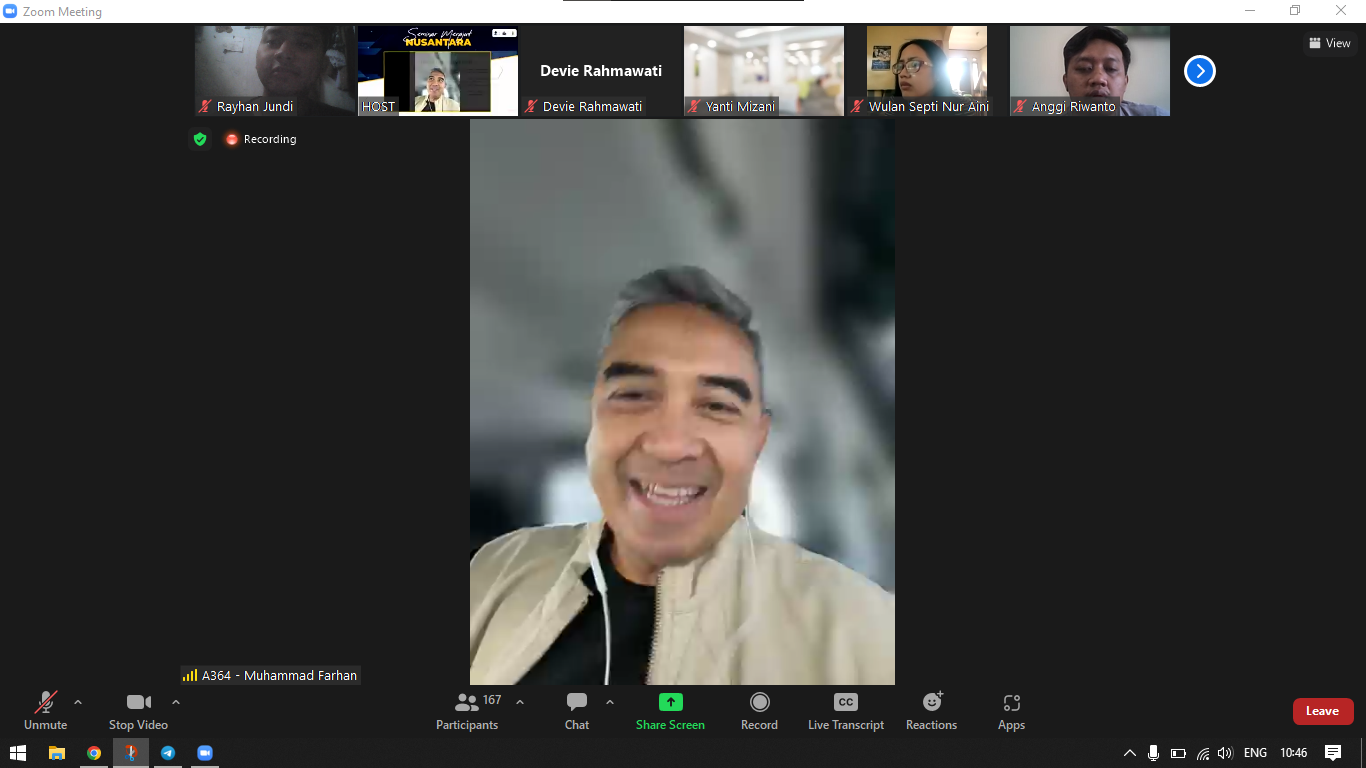 Zoom Meeting
Seminar Merajut
NUSANTARA
Devie Rahmawati
Rayhan Jundi
HOST
Devie Rahmawati
Yanti Mizani
Wulan Septi Nur Aini
Anggi Riwanto
View
Recording
A364 - Muhammad Farhan
Unmute
Stop Video
167
Participants
Chat
Share Screen
Record
CC
Live Transcript
Reactions
Apps
Leave
ENG
10:46